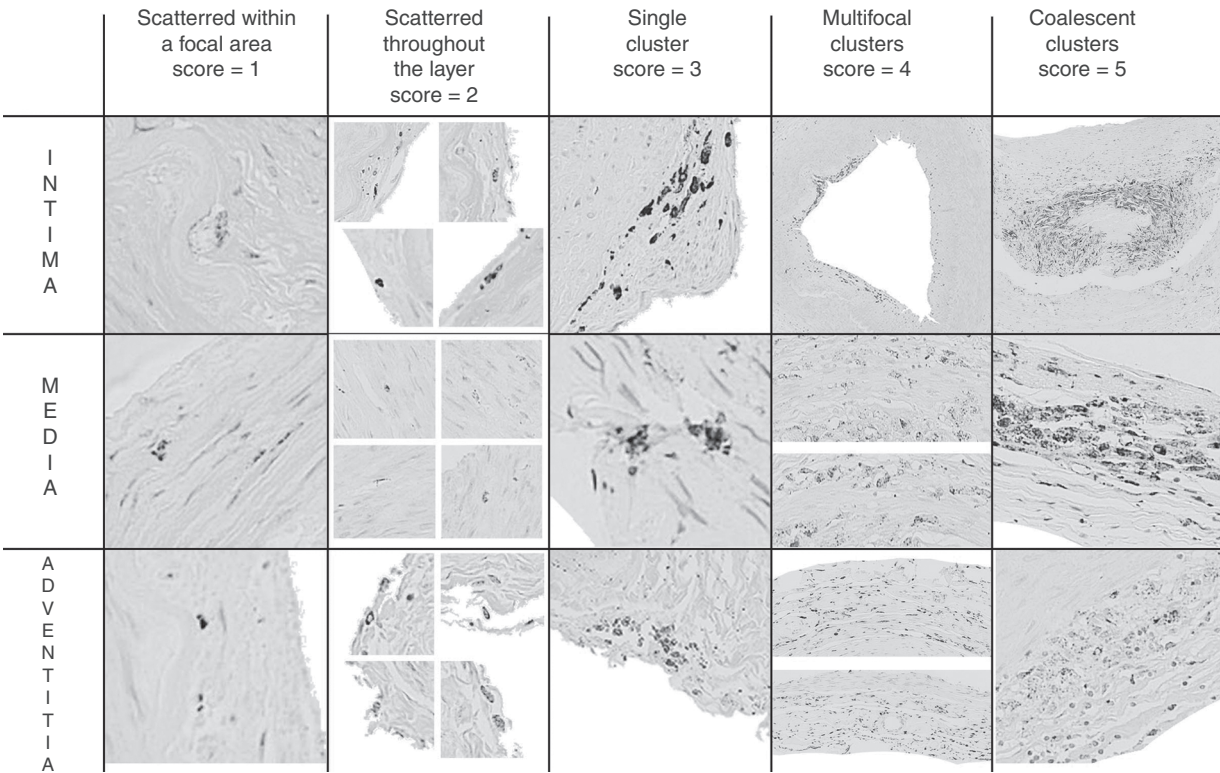 Scatterred within
a focal area
score = 1
Scatterred
throughout
the layer
score = 2
Single
cluster
score = 3
Multifocal
clusters
score = 4
Coalescent
clusters
score = 5
I
N
T
I
M
A
M
E
D
I
A
A
D
V
E
N
T
I
T
I
A